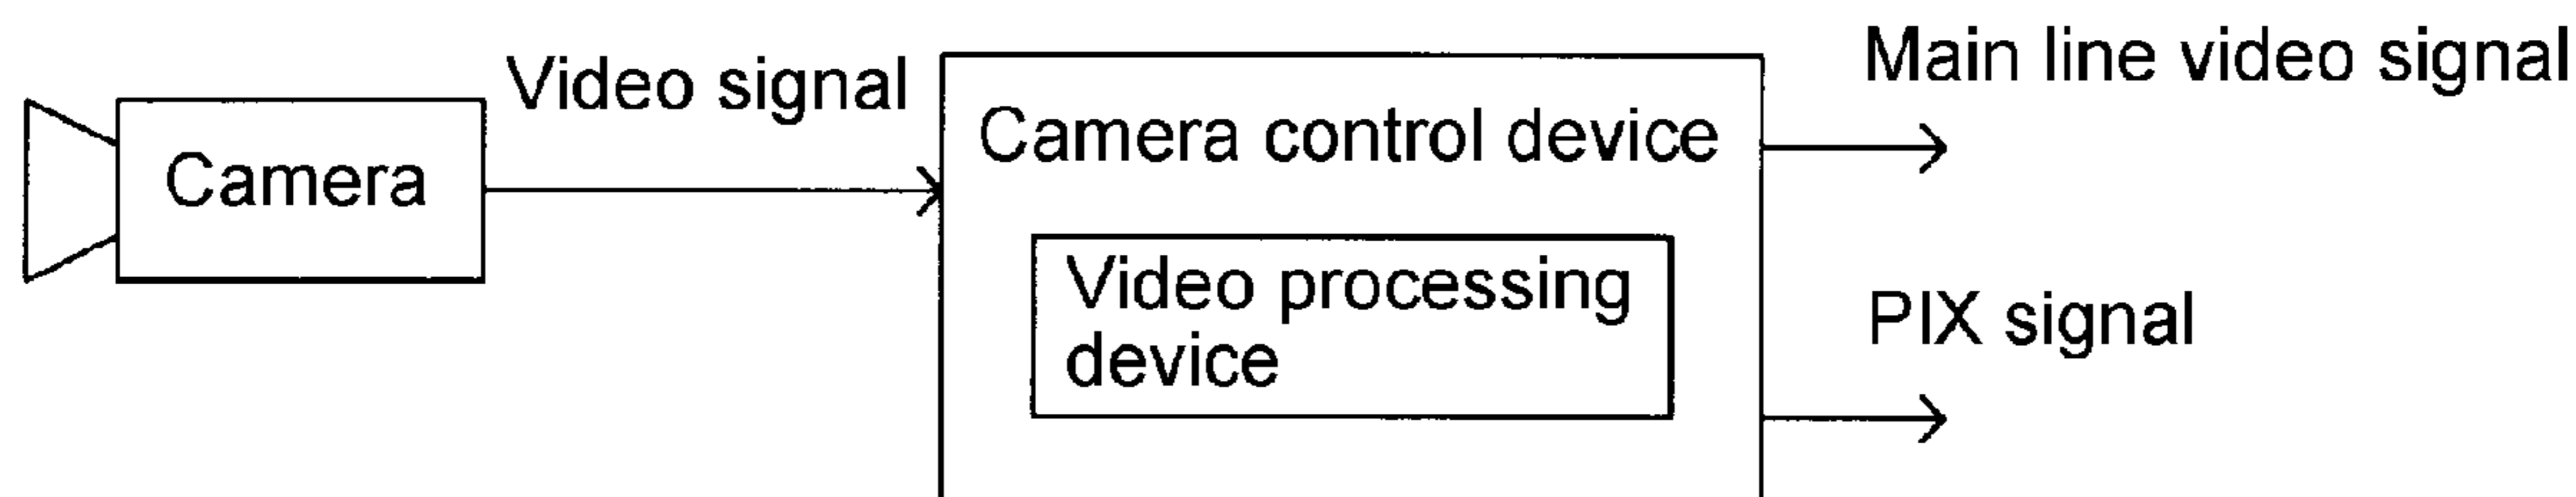 Camera
Video signal
Camera control device
Video processing
device
Main line video signal
PIX signal